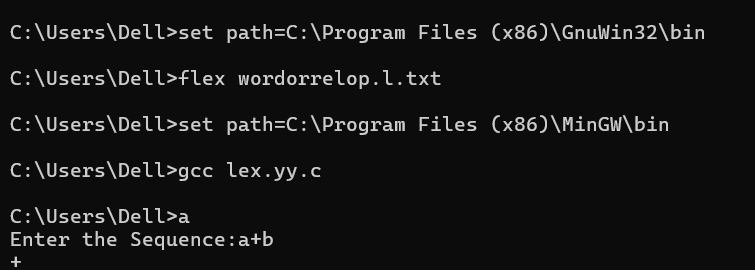 C:\Users\Dell>set path=C:\Program Files (x86)\GnuWin32\bin
C:\Users\Dell>flex wordorrelop.l.txt
C:\Users\Dell>set path=C:\Program Files (x86)\MinGW\bin
C:\Users\Dell>gcc lex.yy.c
C:\Users\Dell>a
Enter the Sequence:a+b
+